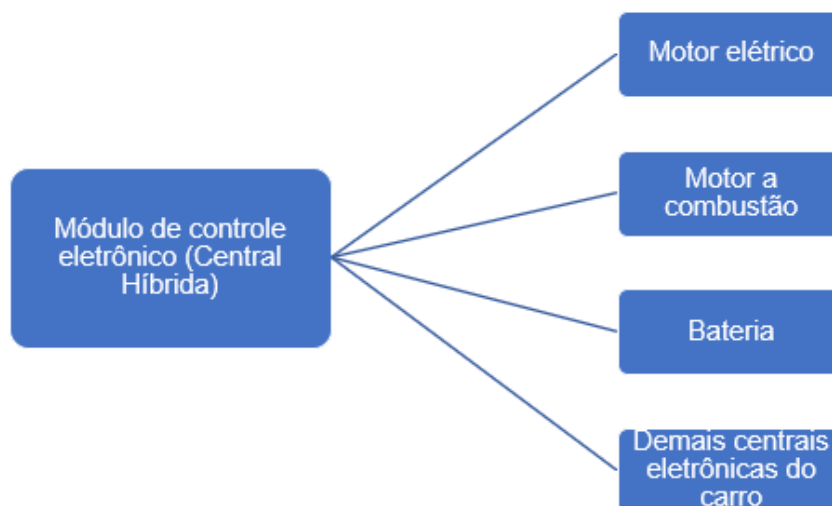 Motor elétrico
Motor a
combustão
Módulo de controle
eletrônico (Central
Híbrida)
Bateria
Demais centrais
eletrônicas do
carro